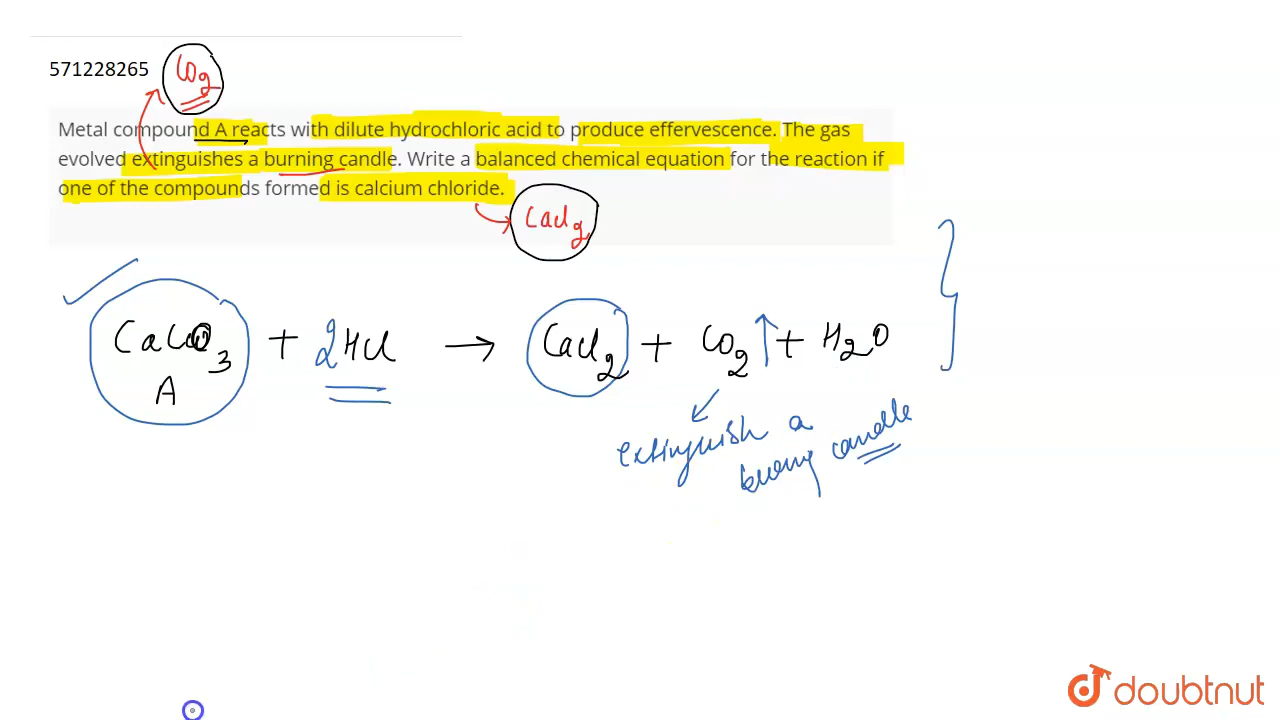 571228265
CO2
Metal compound A reacts with dilute hydrochloric acid to produce effervescence. The gas
evolved extinguishes a burning candle. Write a balanced chemical equation for the reaction if
one of the compounds formed is calcium chloride.
CaCl2
CaCO3 + 2HCl → CaCl2 + CO2 ↑ + H2O
A
extinguish a
burning candle
doubtnut